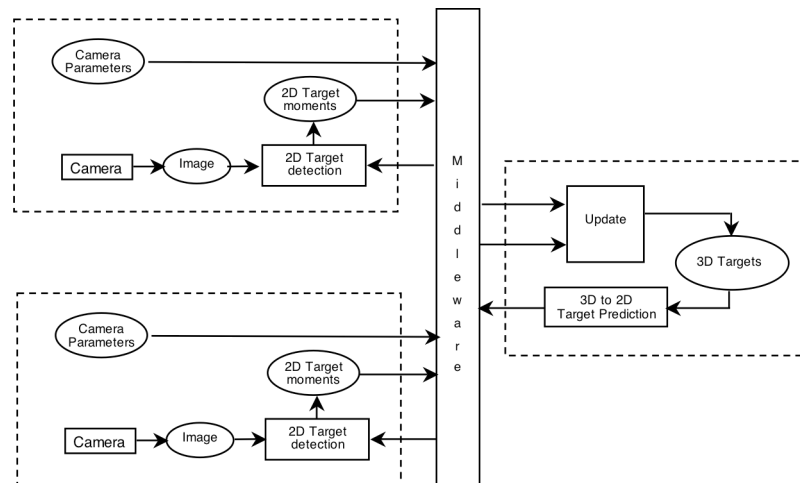 Camera
Parameters
2D Target
moments
Camera
Image
2D Target
detection
M
i
d
d
l
e
w
a
r
e
Update
3D Targets
3D to 2D
Target Prediction
Camera
Parameters
2D Target
moments
Camera
Image
2D Target
detection